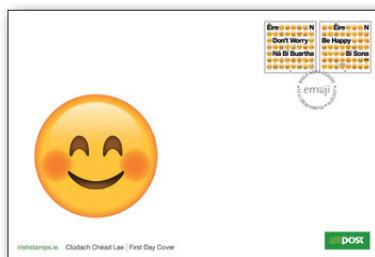 Éire N
Don't Worry
Ná Bí Buartha
Éire N
Be Happy
Bí Sona
emoji
irishstamps.ie Clúdach Chéad Lae | First Day Cover
post